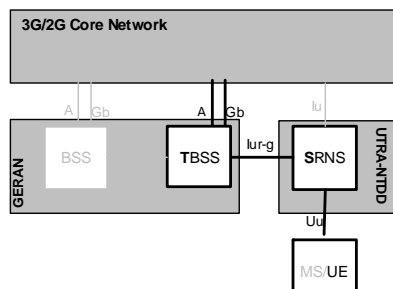 3G/2G Core Network
A
Gb
A
Gb
Iu
GERAN
BSS
TBSS
Iur-g
SRNS
UTRA-NTDD
Uu
MS/UE